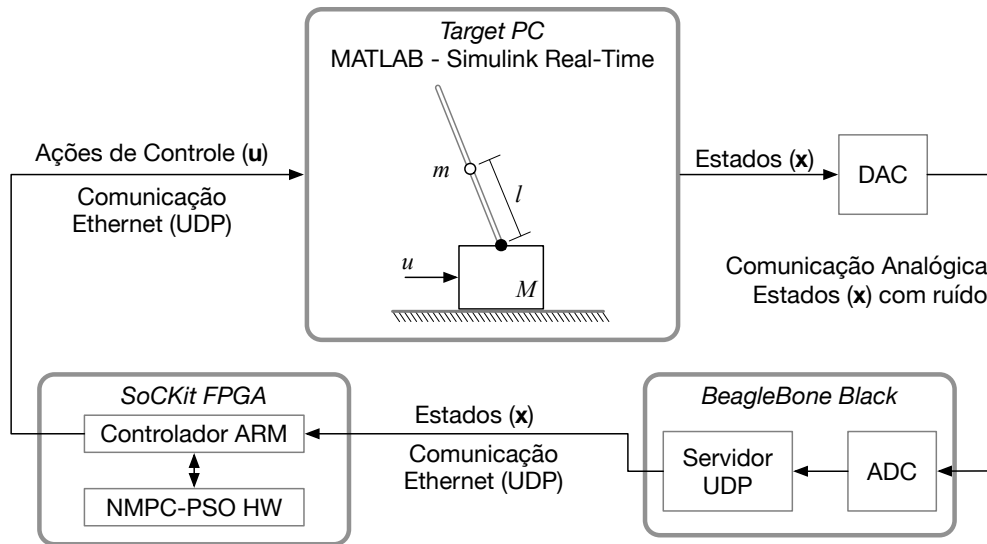 Target PC
MATLAB - Simulink Real-Time
m
l
u
M
Ações de Controle (u)
Comunicação
Ethernet (UDP)
Estados (x)
DAC
Comunicação Analógica
Estados (x) com ruído
SoCKit FPGA
Controlador ARM
NMPC-PSO HW
Estados (x)
Comunicação
Ethernet (UDP)
BeagleBone Black
Servidor
UDP
ADC